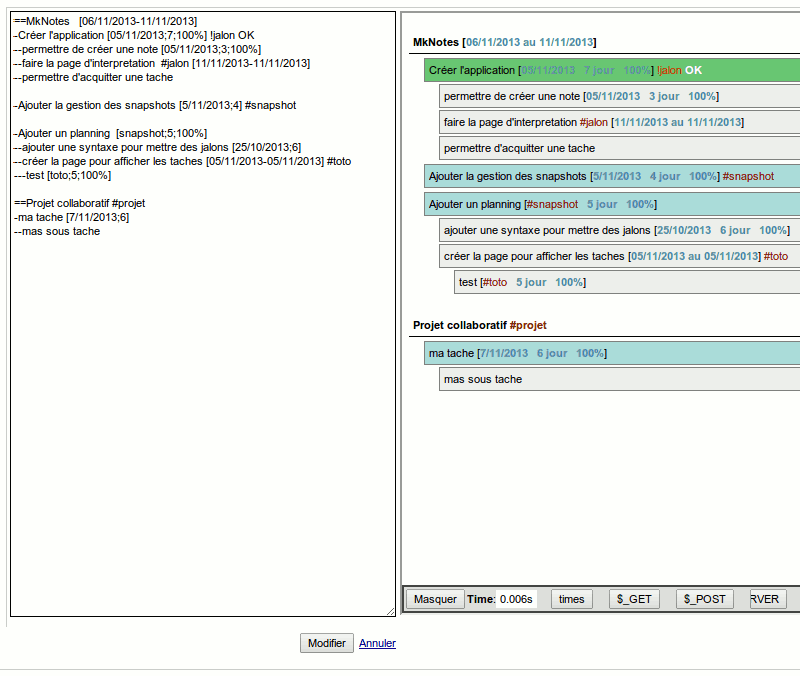 ==MkNotes [06/11/2013-11/11/2013]
-Créer l'application [05/11/2013;7;100%] !jalon OK
--permettre de créer une note [05/11/2013;3;100%]
--faire la page d'interpretation #jalon [11/11/2013-11/11/2013]
--permettre d'acquitter une tache
-Ajouter la gestion des snapshots [5/11/2013;4] #snapshot
-Ajouter un planning [snapshot;5;100%]
--ajouter une syntaxe pour mettre des jalons [25/10/2013;6]
--créer la page pour afficher les taches [05/11/2013-05/11/2013] #toto
---test [toto;5;100%]
==Projet collaboratif #projet
-ma tache [7/11/2013;6]
--mas sous tache
MkNotes [06/11/2013 au 11/11/2013]
Créer l'application [05/11/2013 7 jour 100%] !jalon OK
permettre de créer une note [05/11/2013 3 jour 100%]
faire la page d'interpretation #jalon [11/11/2013 au 11/11/2013]
permettre d'acquitter une tache
Ajouter la gestion des snapshots [5/11/2013 4 jour 100%] #snapshot
Ajouter un planning [#snapshot 5 jour 100%]
ajouter une syntaxe pour mettre des jalons [25/10/2013 6 jour 100%]
créer la page pour afficher les taches [05/11/2013 au 05/11/2013] #toto
test [#toto 5 jour 100%]
Projet collaboratif #projet
ma tache [7/11/2013 6 jour 100%]
mas sous tache
Masquer Time: 0.006s times $_GET $_POST RVER
Modifier Annuler